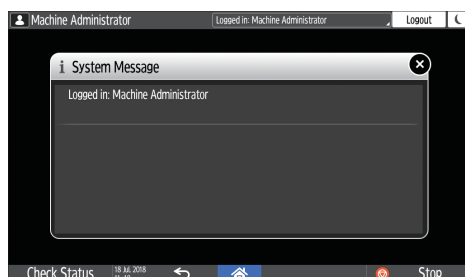 Machine Administrator
Logged in: Machine Administrator
Logout
i System Message
Logged in: Machine Administrator
Check Status
18 Jul. 2018
Stop